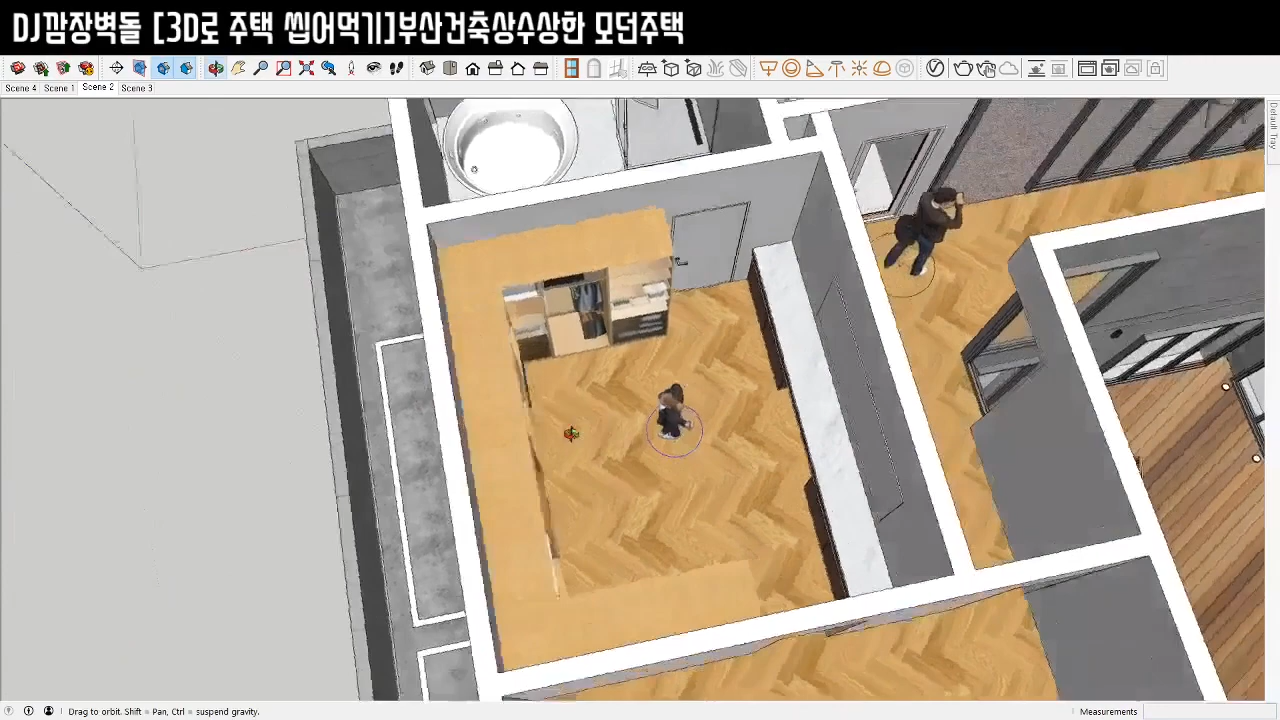 DJ깜장벽돌 [3D로 주택 씹어먹기]부산건축상수상한 모던주택
Scene 4 Scene 1 Scene 2 Scene 3
Default Tray
Drag to orbit. Shift = Pan, Ctrl = suspend gravity.
Measurements